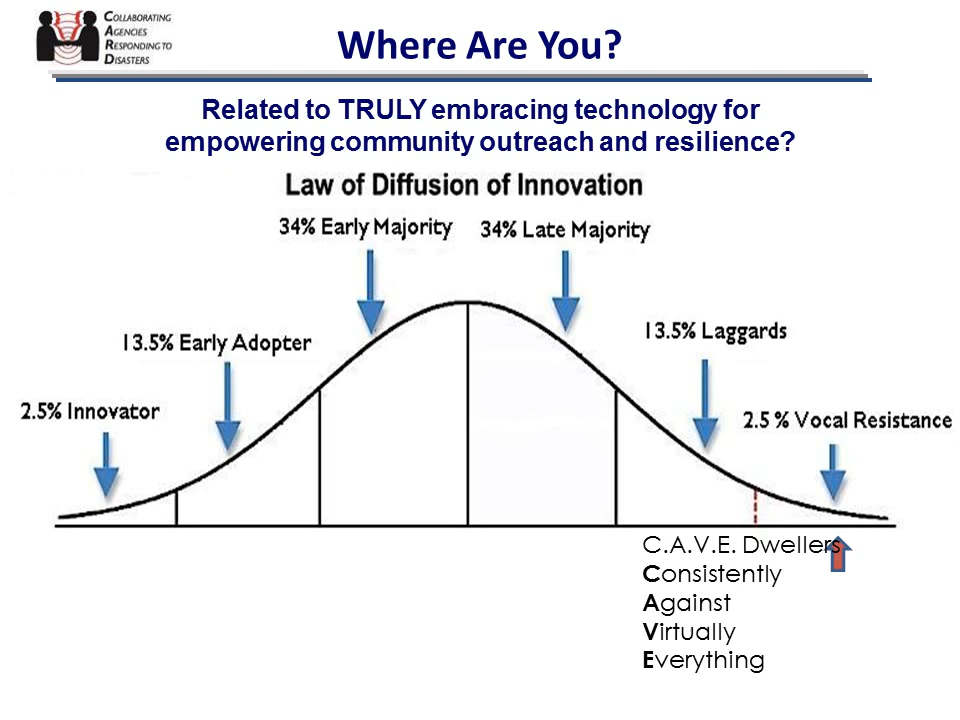 COLLABORATING
AGENCIES
RESPONDING TO
DISASTERS
Where Are You?
Related to TRULY embracing technology for
empowering community outreach and resilience?
Law of Diffusion of Innovation
34% Early Majority
34% Late Majority
13.5% Early Adopter
13.5% Laggards
2.5% Innovator
2.5 % Vocal Resistance
C.A.V.E. Dwellers
Consistently
Against
Virtually
Everything